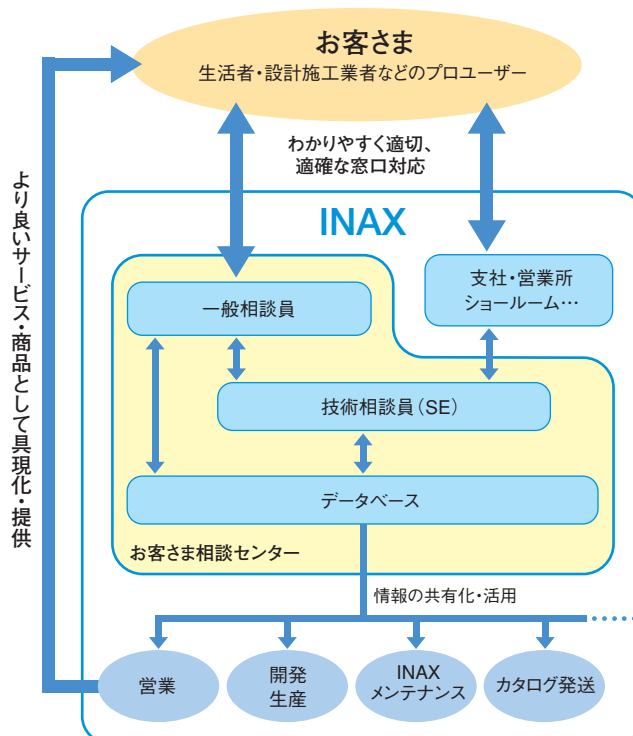 お客さま
生活者・設計施工業者などのプロユーザー
わかりやすく適切、
適確な窓口対応
より良いサービス・商品として具現化・提供
INAX
支社・営業所
ショールーム…
一般相談員
技術相談員（SE）
データベース
お客さま相談センター
情報の共有化・活用
営業
開発
生産
INAX
メンテナンス
カタログ発送